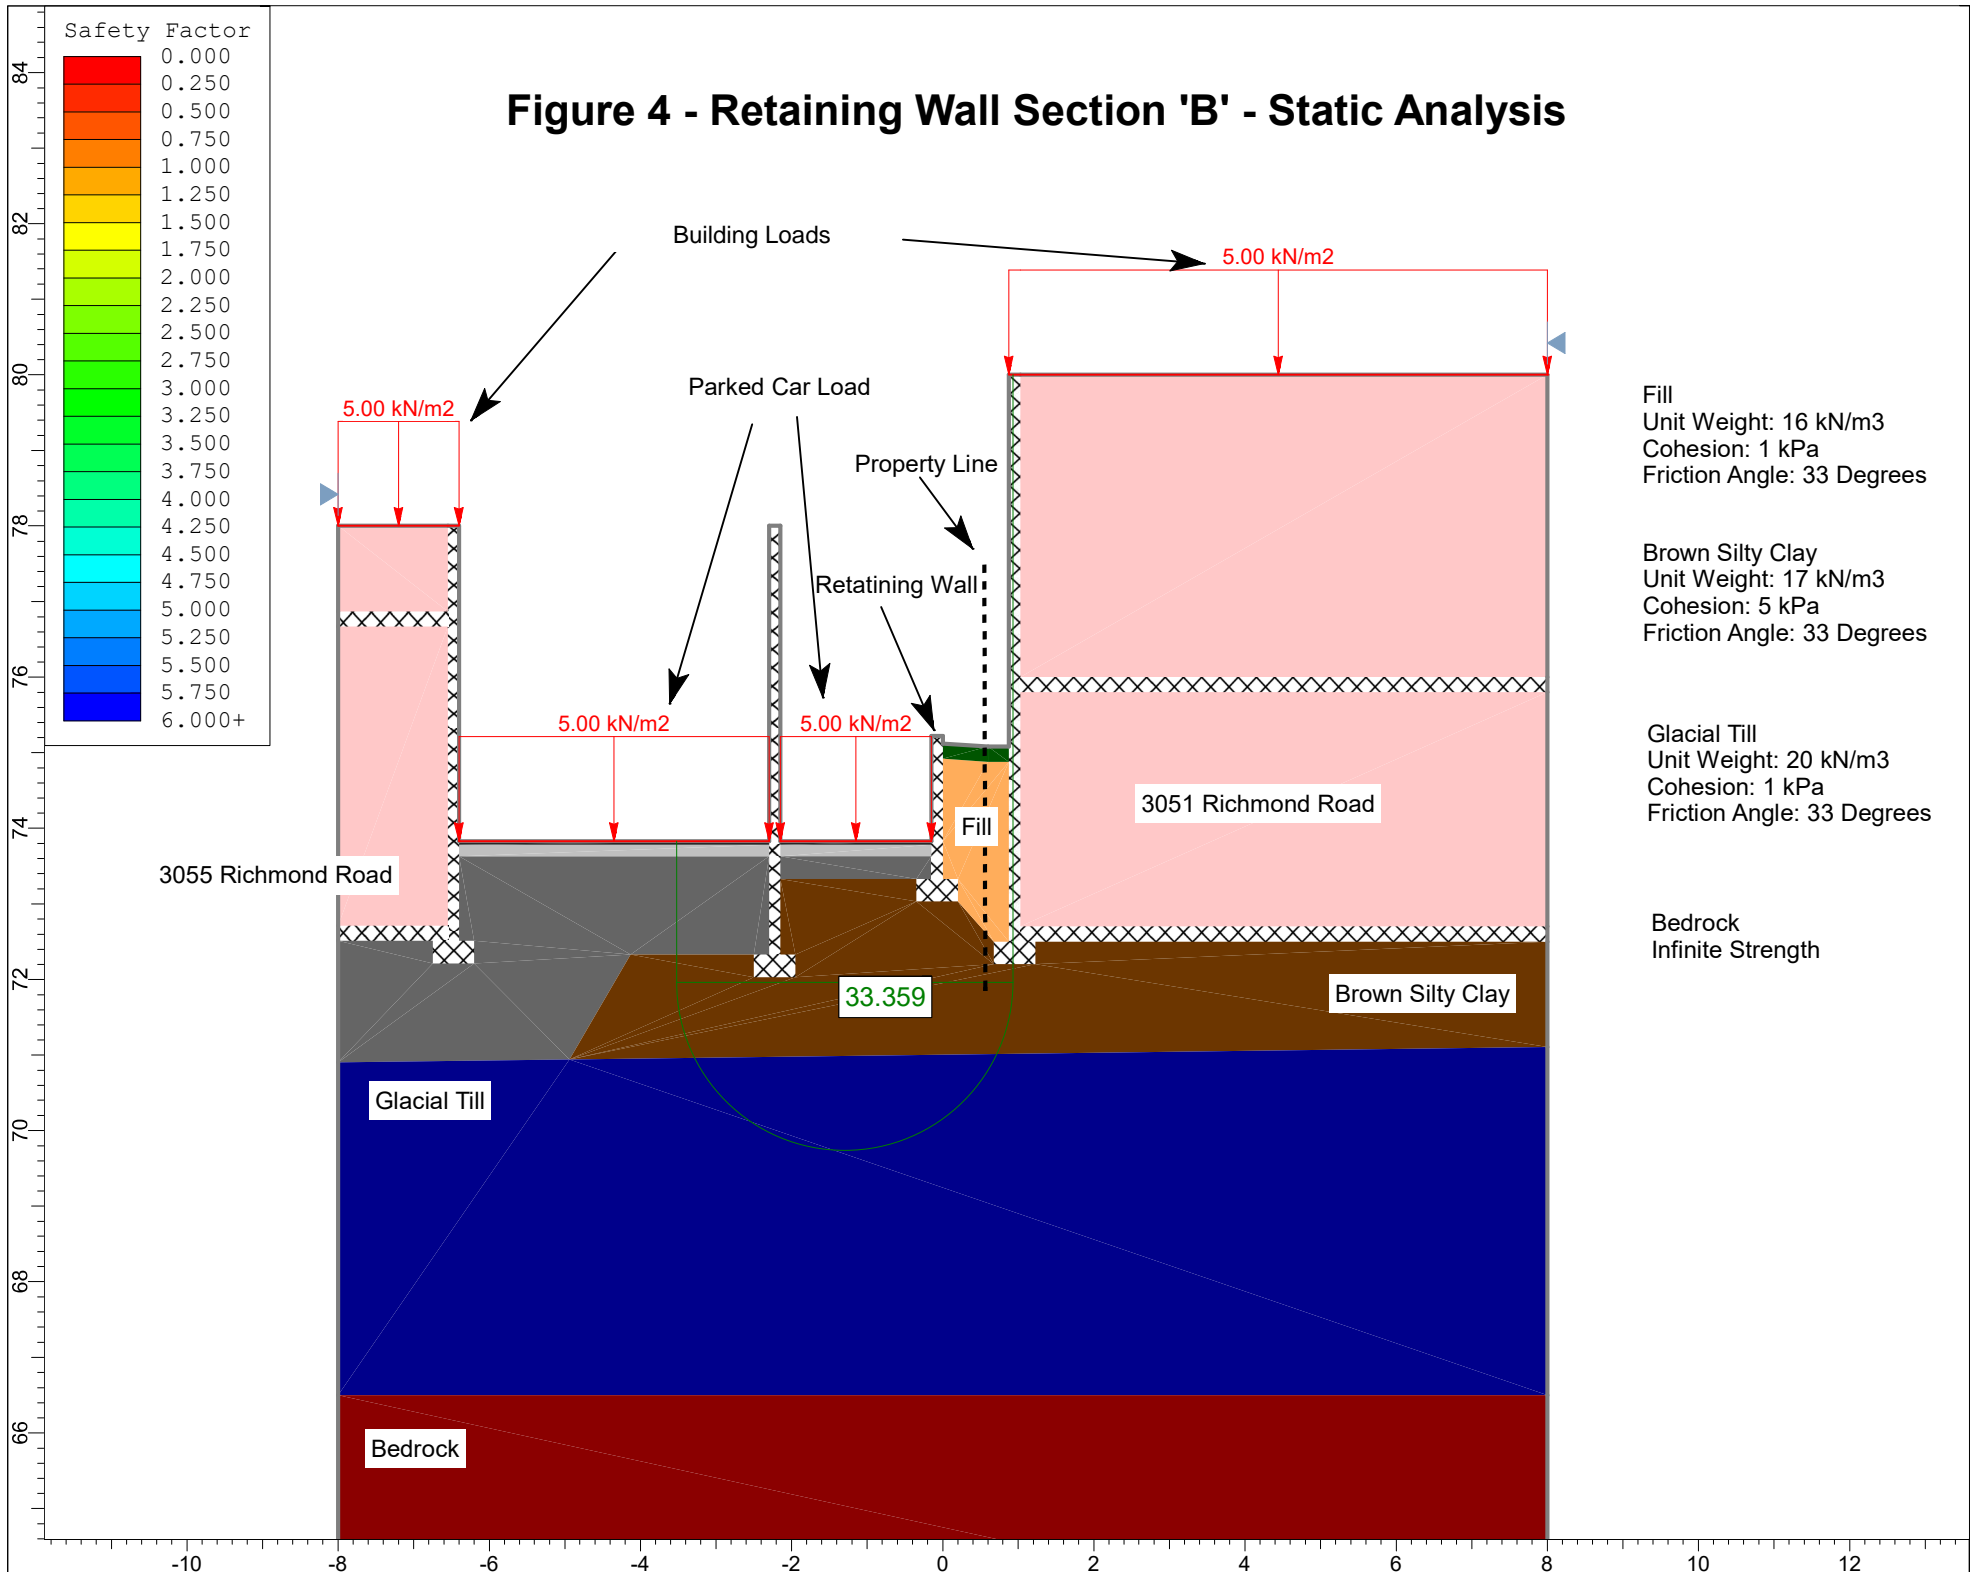 Safety Factor
0.000
0.250
0.500
0.750
1.000
1.250
1.500
1.750
2.000
2.250
2.500
2.750
3.000
3.250
3.500
3.750
4.000
4.250
4.500
4.750
5.000
5.250
5.500
5.750
6.000+
Figure 4 - Retaining Wall Section 'B' - Static Analysis
Building Loads
5.00 kN/m2
5.00 kN/m2
Parked Car Load
Property Line
Retatining Wall
5.00 kN/m2
5.00 kN/m2
Fill
3051 Richmond Road
3055 Richmond Road
33.359
Brown Silty Clay
Glacial Till
Bedrock
Fill
Unit Weight: 16 kN/m3
Cohesion: 1 kPa
Friction Angle: 33 Degrees
Brown Silty Clay
Unit Weight: 17 kN/m3
Cohesion: 5 kPa
Friction Angle: 33 Degrees
Glacial Till
Unit Weight: 20 kN/m3
Cohesion: 1 kPa
Friction Angle: 33 Degrees
Bedrock
Infinite Strength
84
82
80
78
76
74
72
70
68
66
-10 -8 -6 -4 -2 0 2 4 6 8 10 12